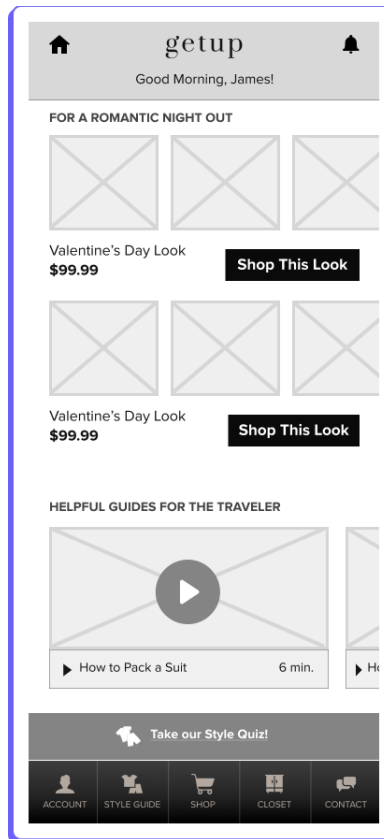 getup
Good Morning, James!
FOR A ROMANTIC NIGHT OUT
Valentine's Day Look
$99.99
Shop This Look
Valentine's Day Look
$99.99
Shop This Look
HELPFUL GUIDES FOR THE TRAVELER
How to Pack a Suit 6 min.
Take our Style Quiz!
ACCOUNT STYLE GUIDE SHOP CLOSET CONTACT